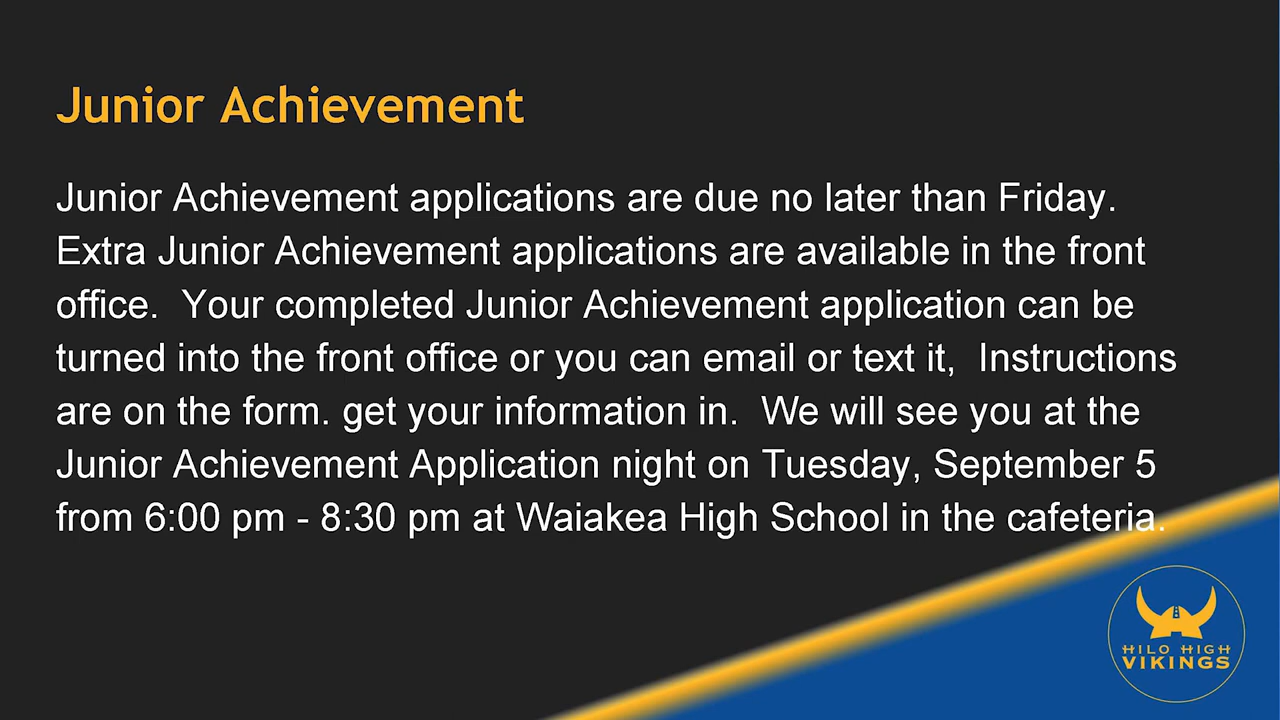 Junior Achievement
Junior Achievement applications are due no later than Friday.
Extra Junior Achievement applications are available in the front
office.  Your completed Junior Achievement application can be
turned into the front office or you can email or text it,  Instructions
are on the form. get your information in.  We will see you at the
Junior Achievement Application night on Tuesday, September 5
from 6:00 pm - 8:30 pm at Waiakea High School in the cafeteria.
HILO HIGH
VIKINGS